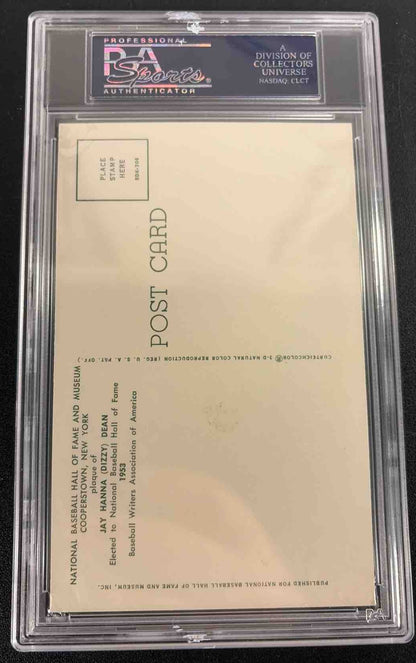 PROFESSIONAL
PSA
Sports
®
AUTHENTICATOR
A
DIVISION OF
COLLECTORS
UNIVERSE
NASDAQ: CLCT
NATIONAL BASEBALL HALL OF FAME AND MUSEUM
COOPERSTOWN, NEW YORK
plaque of
JAY HANNA (DIZZY) DEAN
Elected to National Baseball Hall of Fame
1953
Baseball Writers Association of America
POST CARD
PLACE
STAMP
HERE
CURTEICHCOLOR® 3-D NATURAL COLOR REPRODUCTION (REG. U. S. A. PAT. OFF.)
PUBLISHED FOR NATIONAL BASEBALL HALL OF FAME AND MUSEUM, INC.
PSA